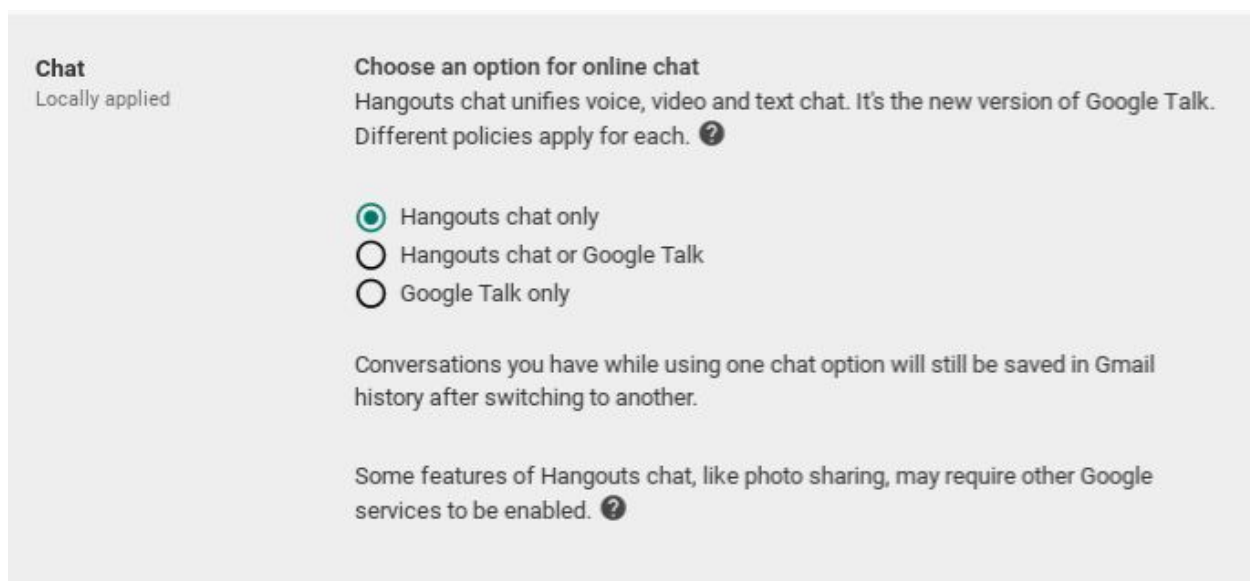 Chat
Locally applied
Choose an option for online chat
Hangouts chat unifies voice, video and text chat. It's the new version of Google Talk.
Different policies apply for each. ?
Hangouts chat only
Hangouts chat or Google Talk
Google Talk only
Conversations you have while using one chat option will still be saved in Gmail
history after switching to another.
Some features of Hangouts chat, like photo sharing, may require other Google
services to be enabled. ?